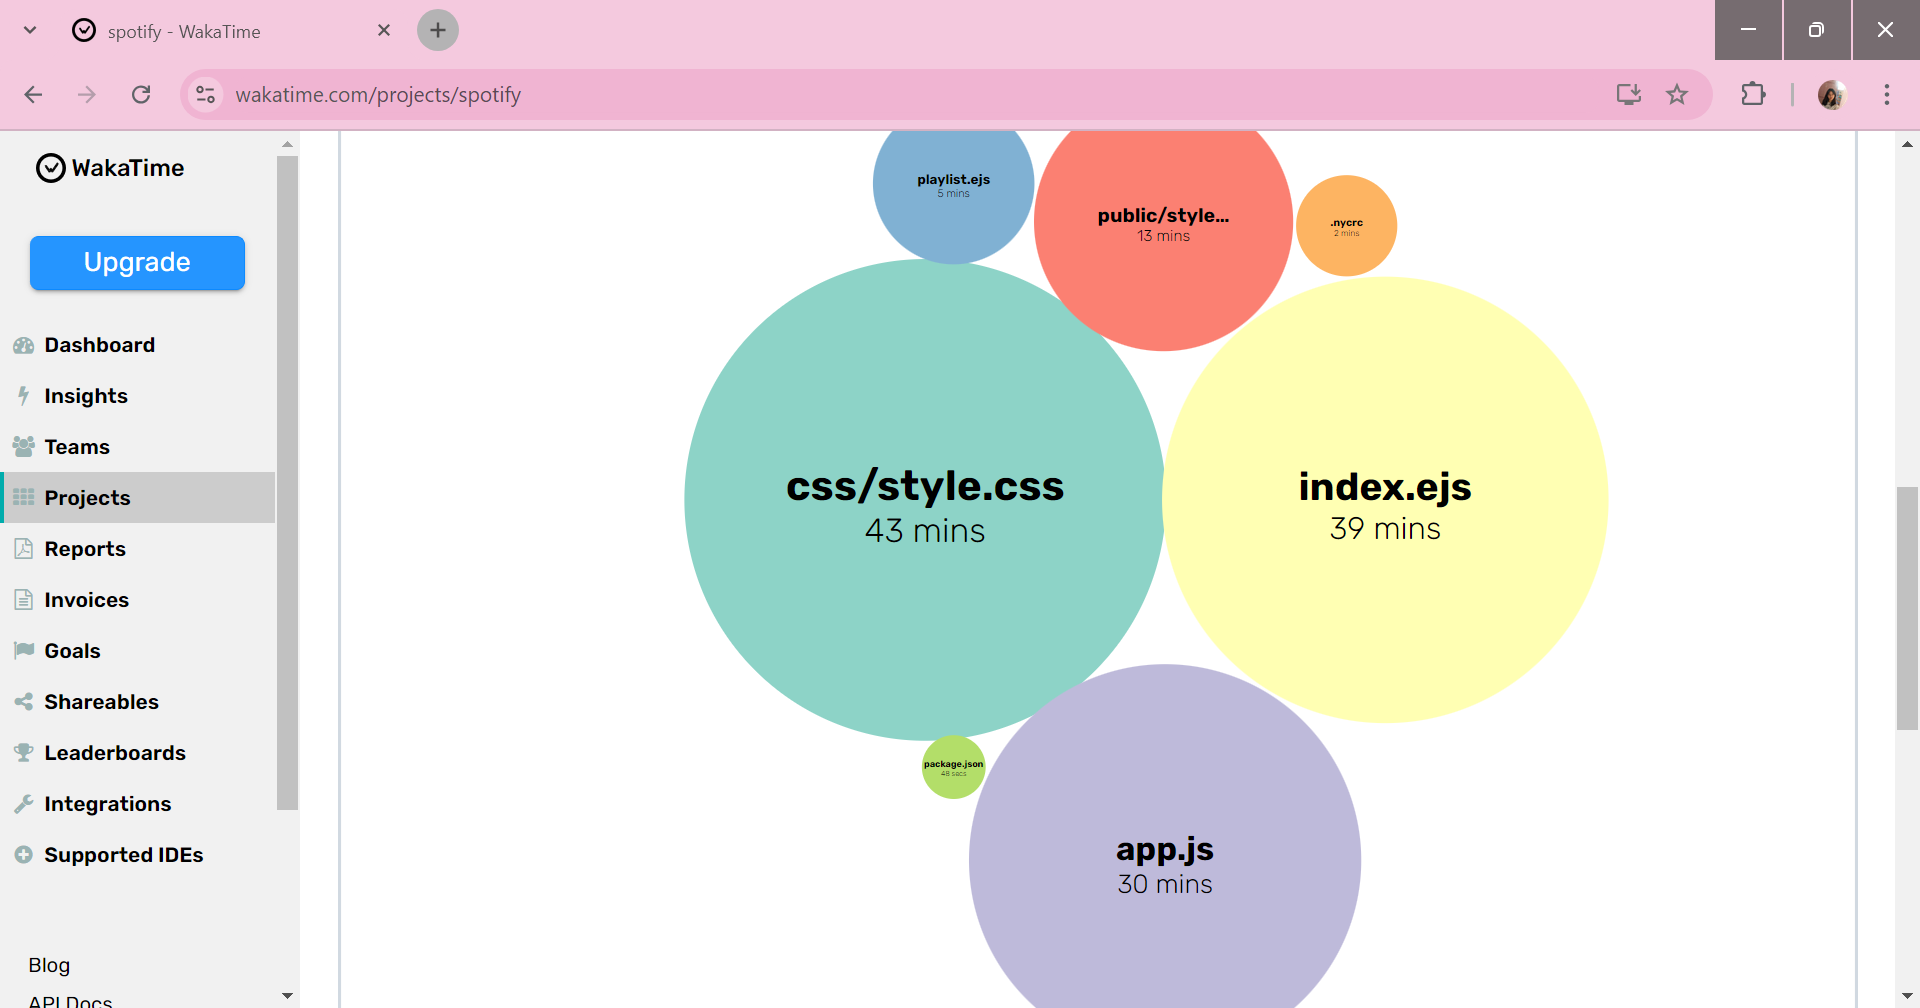 spotify - WakaTime
wakatime.com/projects/spotify
WakaTime
Upgrade
Dashboard
Insights
Teams
Projects
Reports
Invoices
Goals
Shareables
Leaderboards
Integrations
Supported IDEs
Blog
API Docs
playlist.ejs
5 mins
public/style...
13 mins
.nycrc
2 mins
css/style.css
43 mins
index.ejs
39 mins
package.json
48 secs
app.js
30 mins